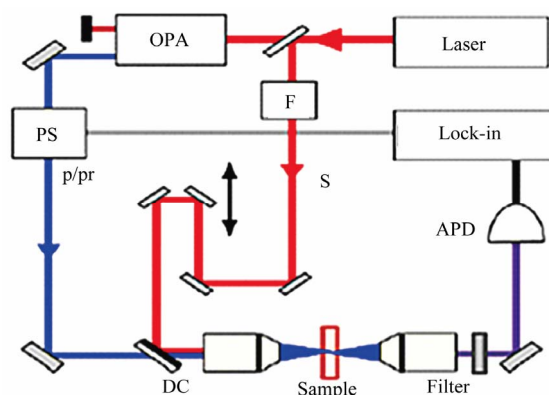 OPA
Laser
F
PS
Lock-in
p/pr
S
APD
DC
Sample
Filter